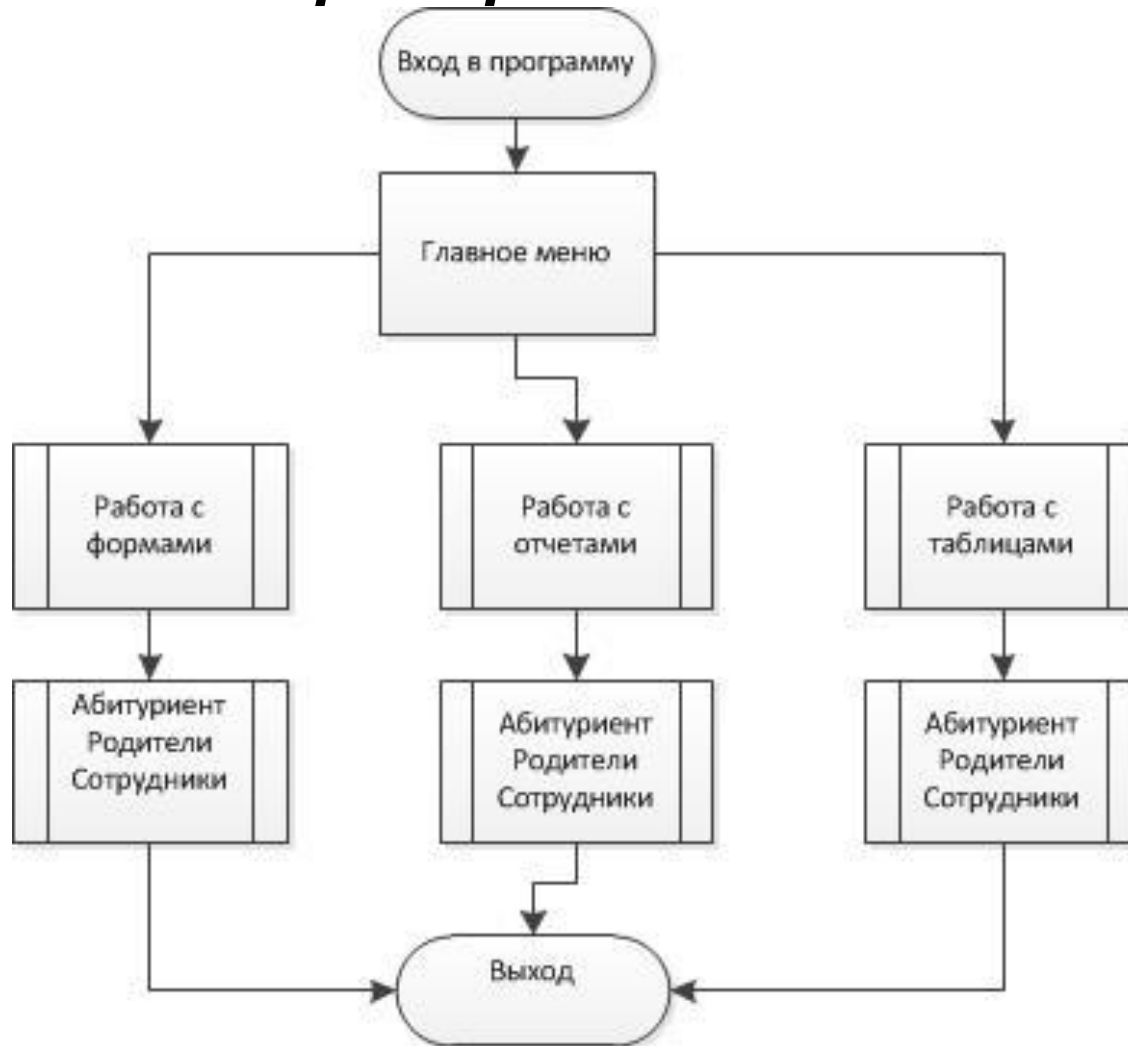 Вход в программу
Главное меню
Работа с
формами
Работа с
отчетами
Работа с
таблицами
Абитуриент
Родители
Сотрудники
Абитуриент
Родители
Сотрудники
Абитуриент
Родители
Сотрудники
Выход